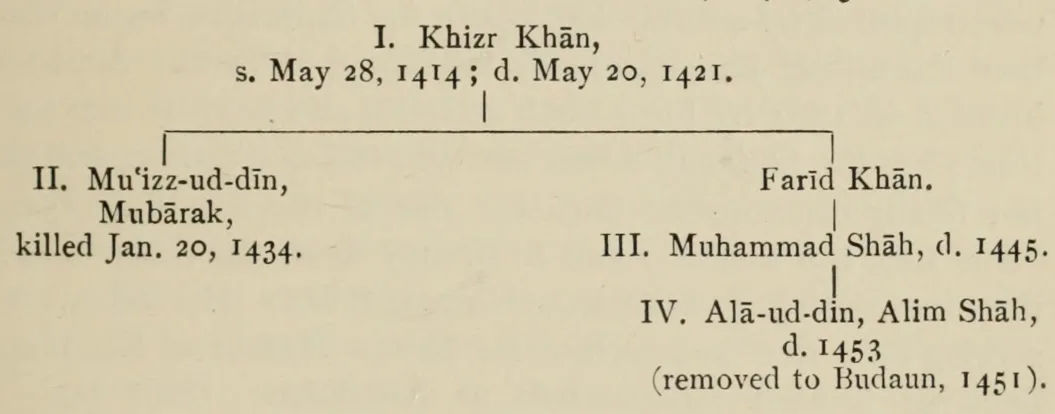 I. Khizr Khān,
s. May 28, 1414; d. May 20, 1421.
II. Mu‘izz-ud-dīn,
Mubārak,
killed Jan. 20, 1434.
Farīd Khān.
III. Muhammad Shāh, d. 1445.
IV. Alā-ud-din, Alim Shāh,
d. 1453
(removed to Budaun, 1451).